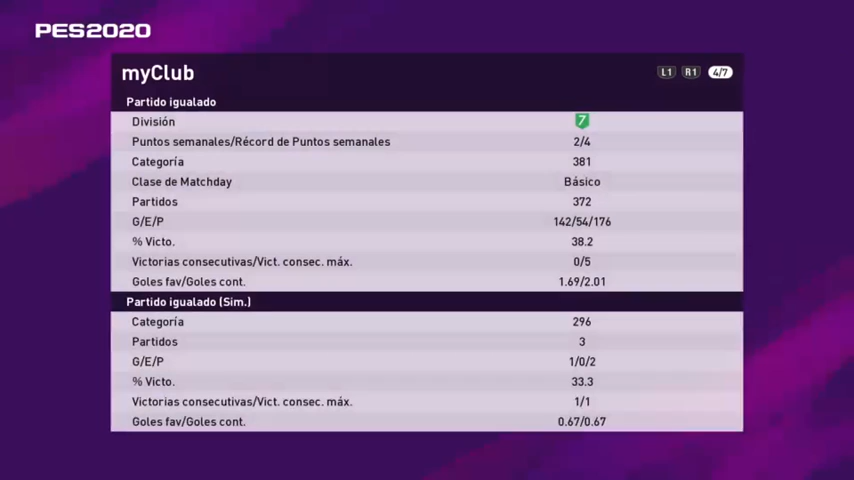 PES2020
myClub L1 R1 4/7
Partido igualado
División 7
Puntos semanales/Récord de Puntos semanales 2/4
Categoría 381
Clase de Matchday Básico
Partidos 372
G/E/P 142/54/176
% Victo. 38.2
Victorias consecutivas/Vict. consec. máx. 0/5
Goles fav/Goles cont. 1.69/2.01
Partido igualado (Sim.)
Categoría 296
Partidos 3
G/E/P 1/0/2
% Victo. 33.3
Victorias consecutivas/Vict. consec. máx. 1/1
Goles fav/Goles cont. 0.67/0.67